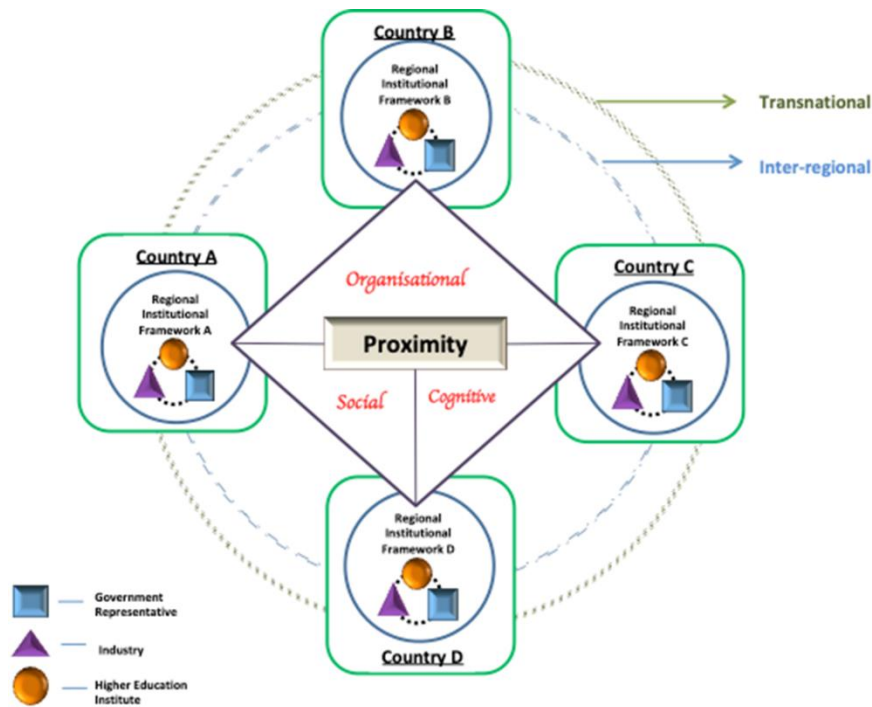 Country B
Regional
Institutional
Framework B
Transnational
Inter-regional
Country A
Regional
Institutional
Framework A
Organisational
Country C
Regional
Institutional
Framework C
Proximity
Social
Cognitive
Regional
Institutional
Framework D
Country D
Government
Representative
Industry
Higher Education
Institute